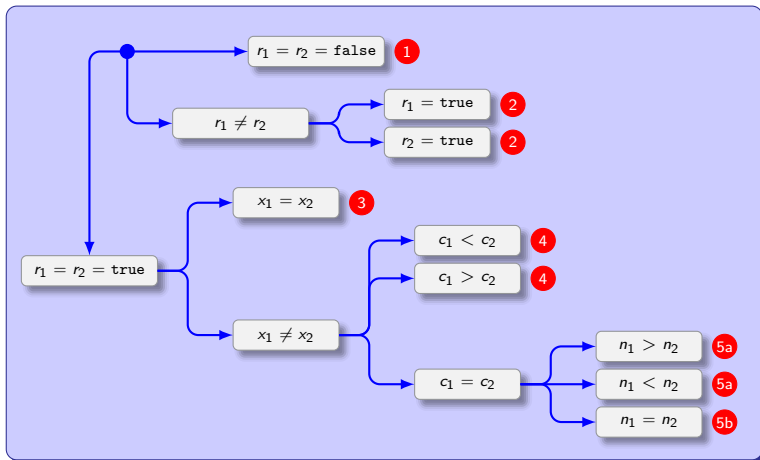 r₁ = r₂ = false 1
r₁ ≠ r₂
r₁ = true 2
r₂ = true 2
x₁ = x₂ 3
r₁ = r₂ = true
c₁ < c₂ 4
c₁ > c₂ 4
x₁ ≠ x₂
c₁ = c₂
n₁ > n₂ 5a
n₁ < n₂ 5a
n₁ = n₂ 5b